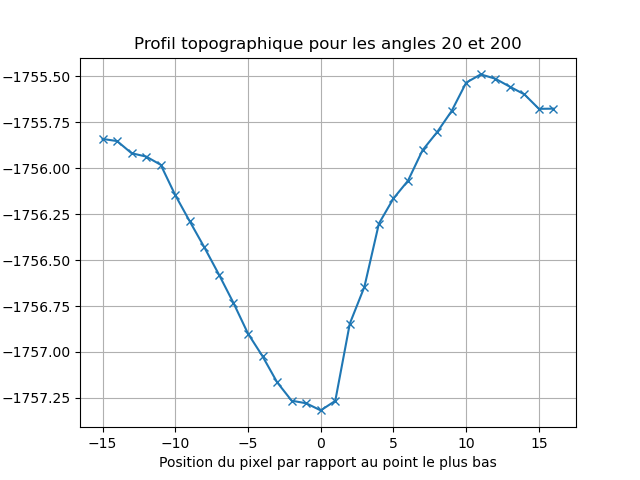 Profil topographique pour les angles 20 et 200
−1755.50
−1755.75
−1756.00
−1756.25
−1756.50
−1756.75
−1757.00
−1757.25
−15 −10 −5 0 5 10 15
Position du pixel par rapport au point le plus bas